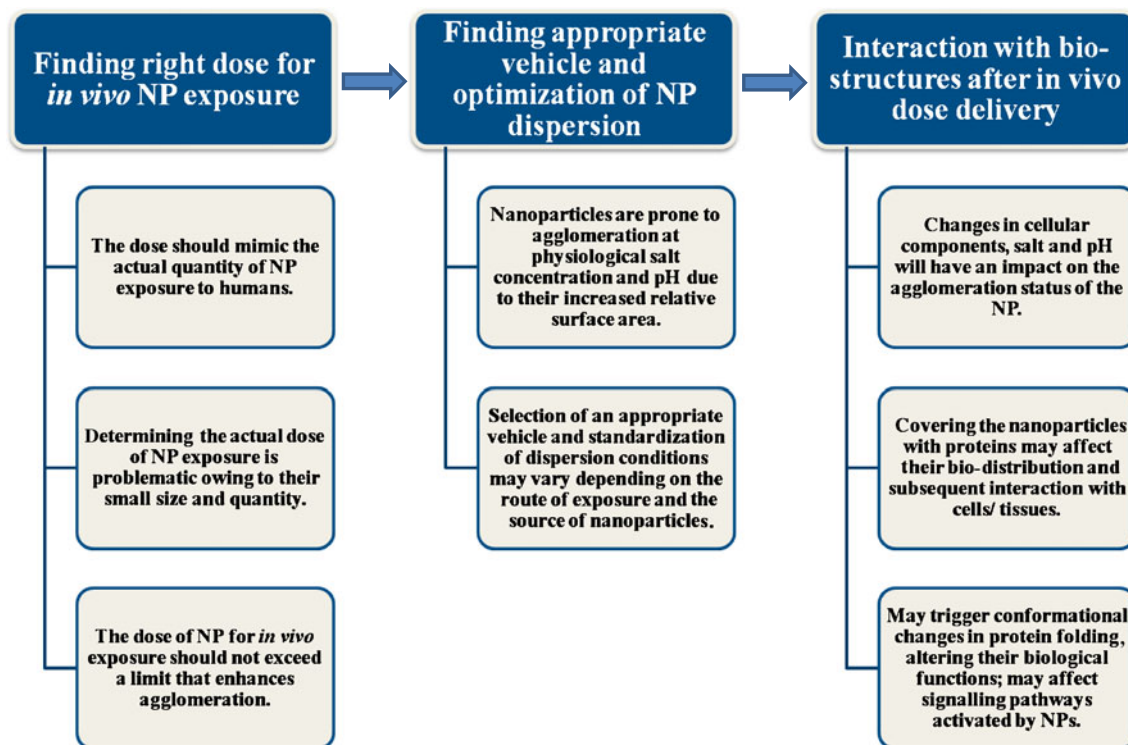 Finding right dose for
in vivo NP exposure
The dose should mimic the
actual quantity of NP
exposure to humans.
Determining the actual dose
of NP exposure is
problematic owing to their
small size and quantity.
The dose of NP for in vivo
exposure should not exceed
a limit that enhances
agglomeration.
Finding appropriate
vehicle and
optimization of NP
dispersion
Nanoparticles are prone to
agglomeration at
physiological salt
concentration and pH due
to their increased relative
surface area.
Selection of an appropriate
vehicle and standardization
of dispersion conditions
may vary depending on the
route of exposure and the
source of nanoparticles.
Interaction with bio-
structures after in vivo
dose delivery
Changes in cellular
components, salt and pH
will have an impact on the
agglomeration status of the
NP.
Covering the nanoparticles
with proteins may affect
their bio-distribution and
subsequent interaction with
cells/ tissues.
May trigger conformational
changes in protein folding,
altering their biological
functions; may affect
signalling pathways
activated by NPs.